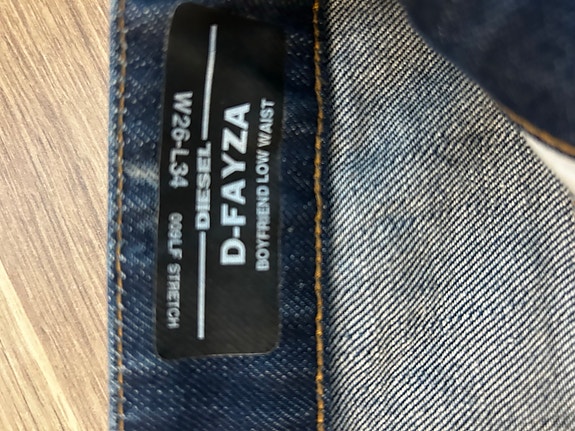 DIESEL
D-FAYZA
BOYFRIEND LOW WAIST
W26-L34 009LF STRETCH